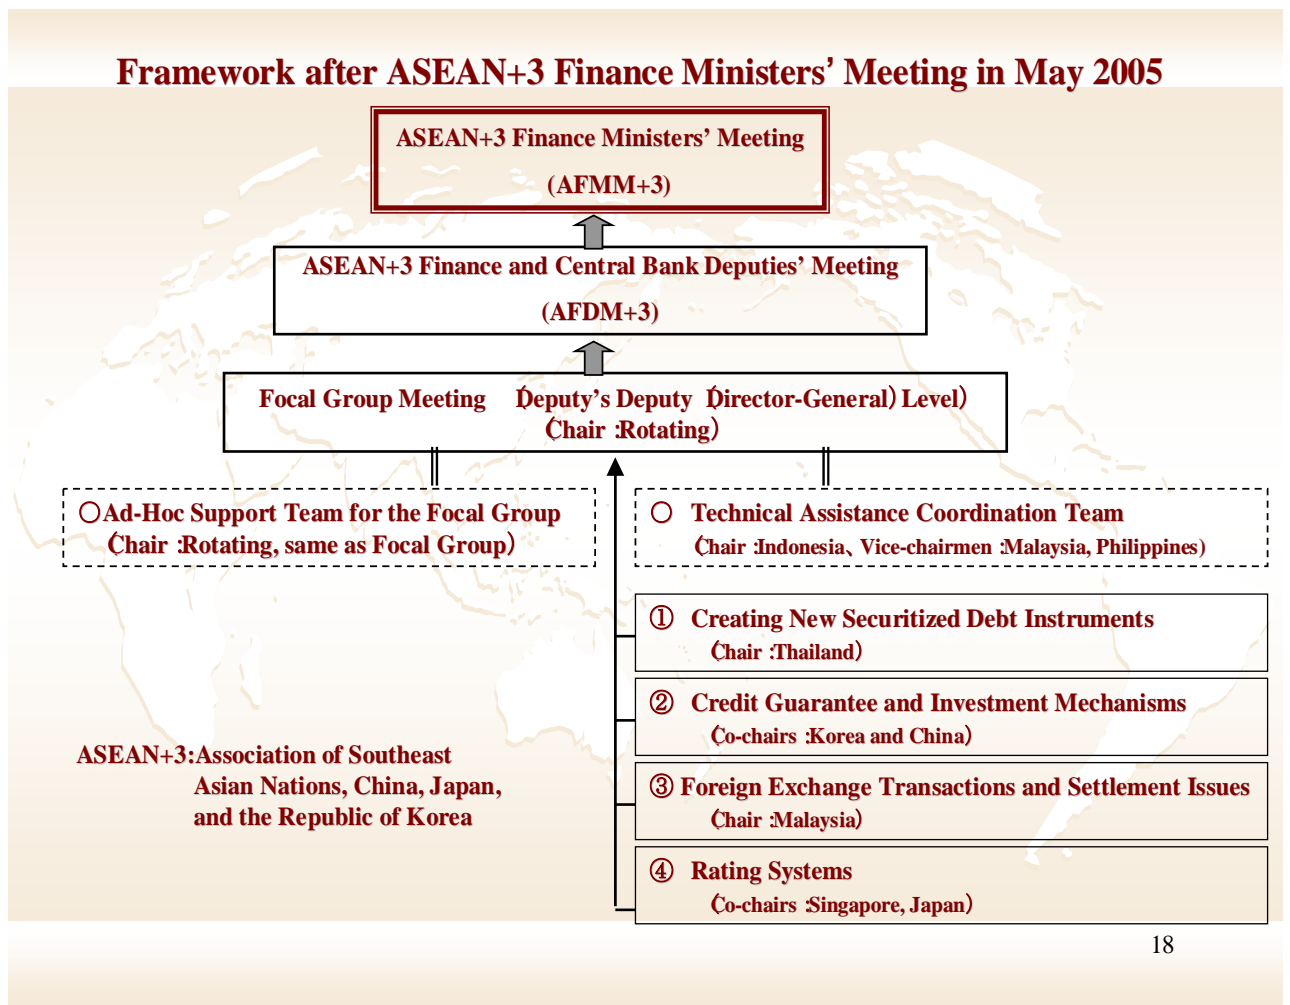 Framework after ASEAN+3 Finance Ministers’ Meeting in May 2005
ASEAN+3 Finance Ministers’ Meeting
(AFMM+3)
ASEAN+3 Finance and Central Bank Deputies’ Meeting
(AFDM+3)
Focal Group Meeting (Deputy’s Deputy (Director-General) Level)
(Chair :Rotating)
○Ad-Hoc Support Team for the Focal Group
(Chair :Rotating, same as Focal Group)
○ Technical Assistance Coordination Team
(Chair :Indonesia、Vice-chairmen :Malaysia, Philippines)
① Creating New Securitized Debt Instruments
(Chair :Thailand)
② Credit Guarantee and Investment Mechanisms
(Co-chairs :Korea and China)
③ Foreign Exchange Transactions and Settlement Issues
(Chair :Malaysia)
④ Rating Systems
(Co-chairs :Singapore, Japan)
ASEAN+3:Association of Southeast
Asian Nations, China, Japan,
and the Republic of Korea
18